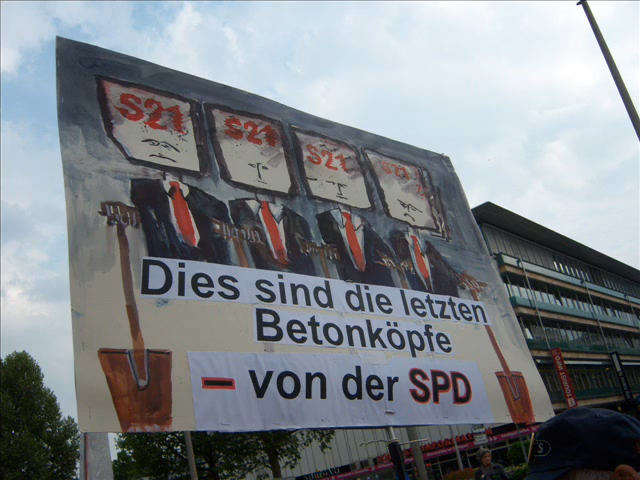 S21 S21 S21 S21
Dies sind die letzten
Betonköpfe
– von der SPD